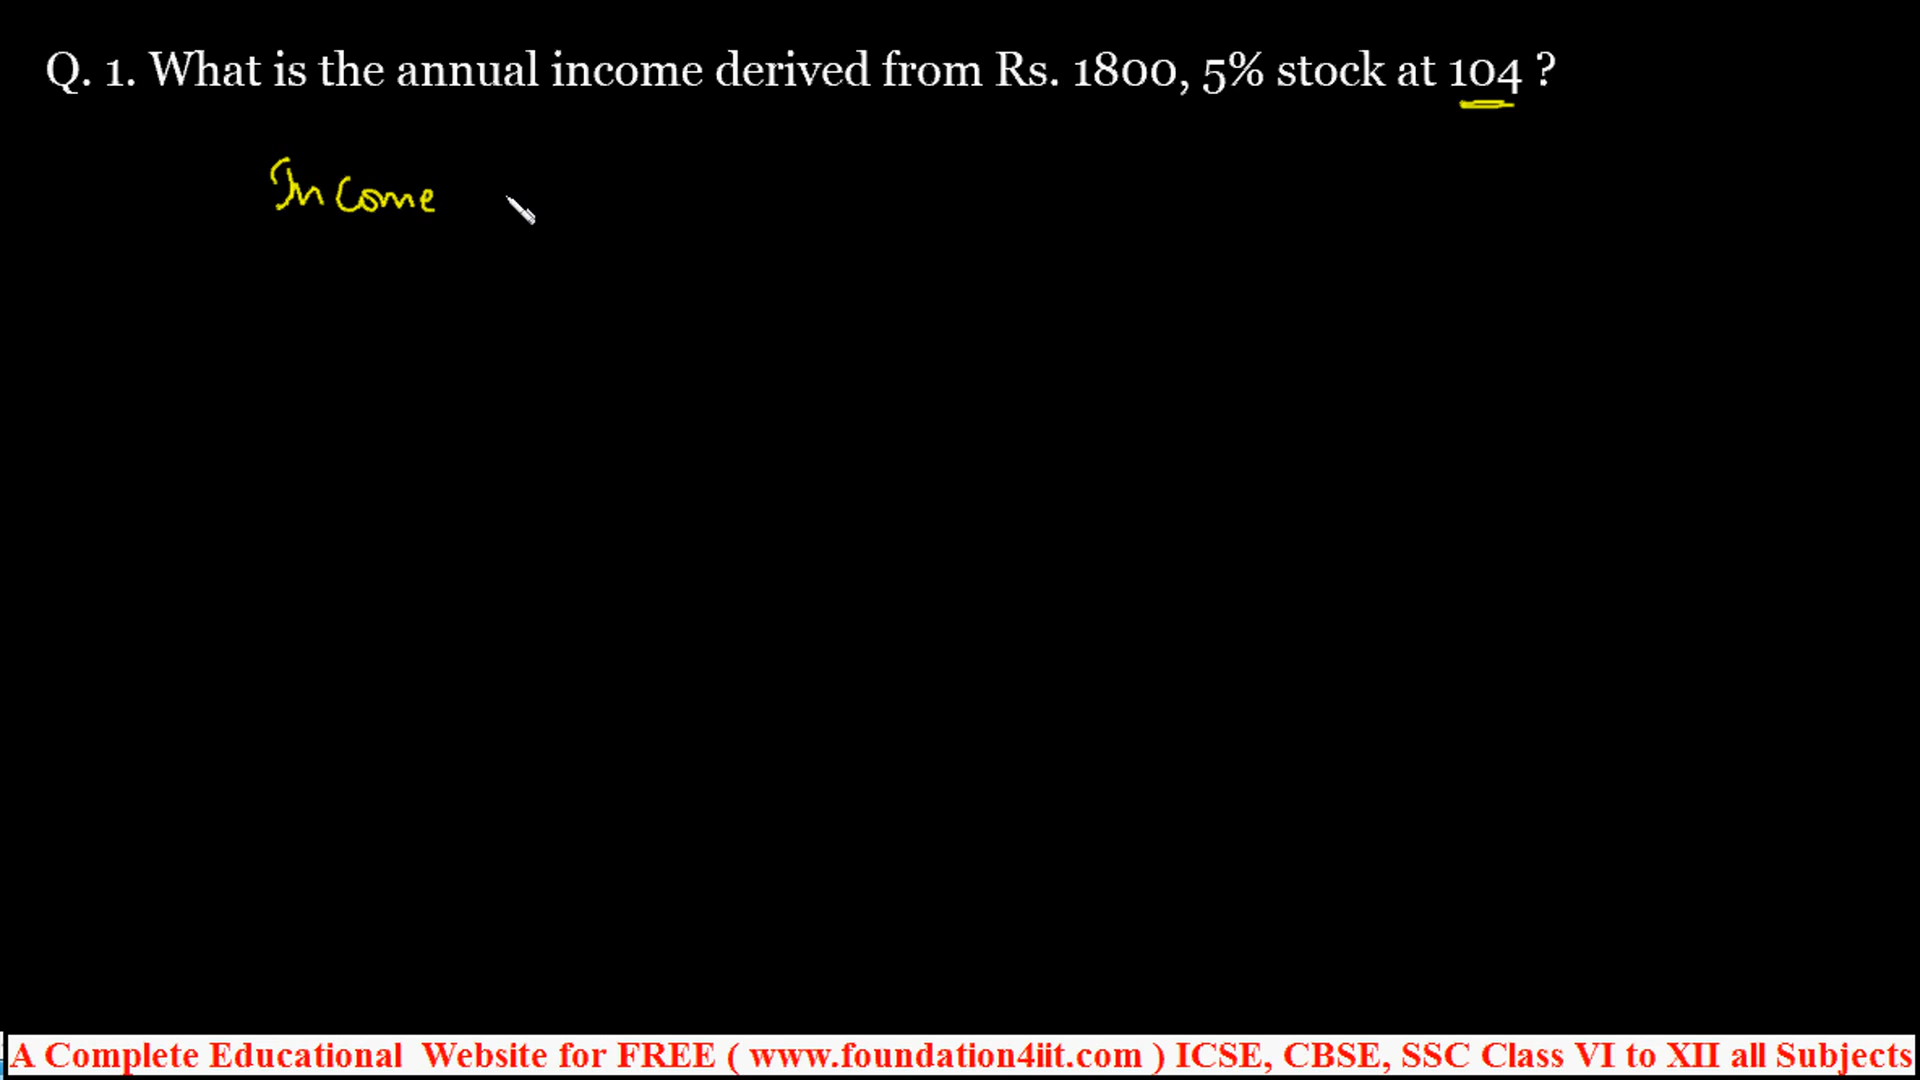 Q. 1. What is the annual income derived from Rs. 1800, 5% stock at 104 ?
Income
A Complete Educational Website for FREE ( www.foundation4iit.com ) ICSE, CBSE, SSC Class VI to XII all Subjects